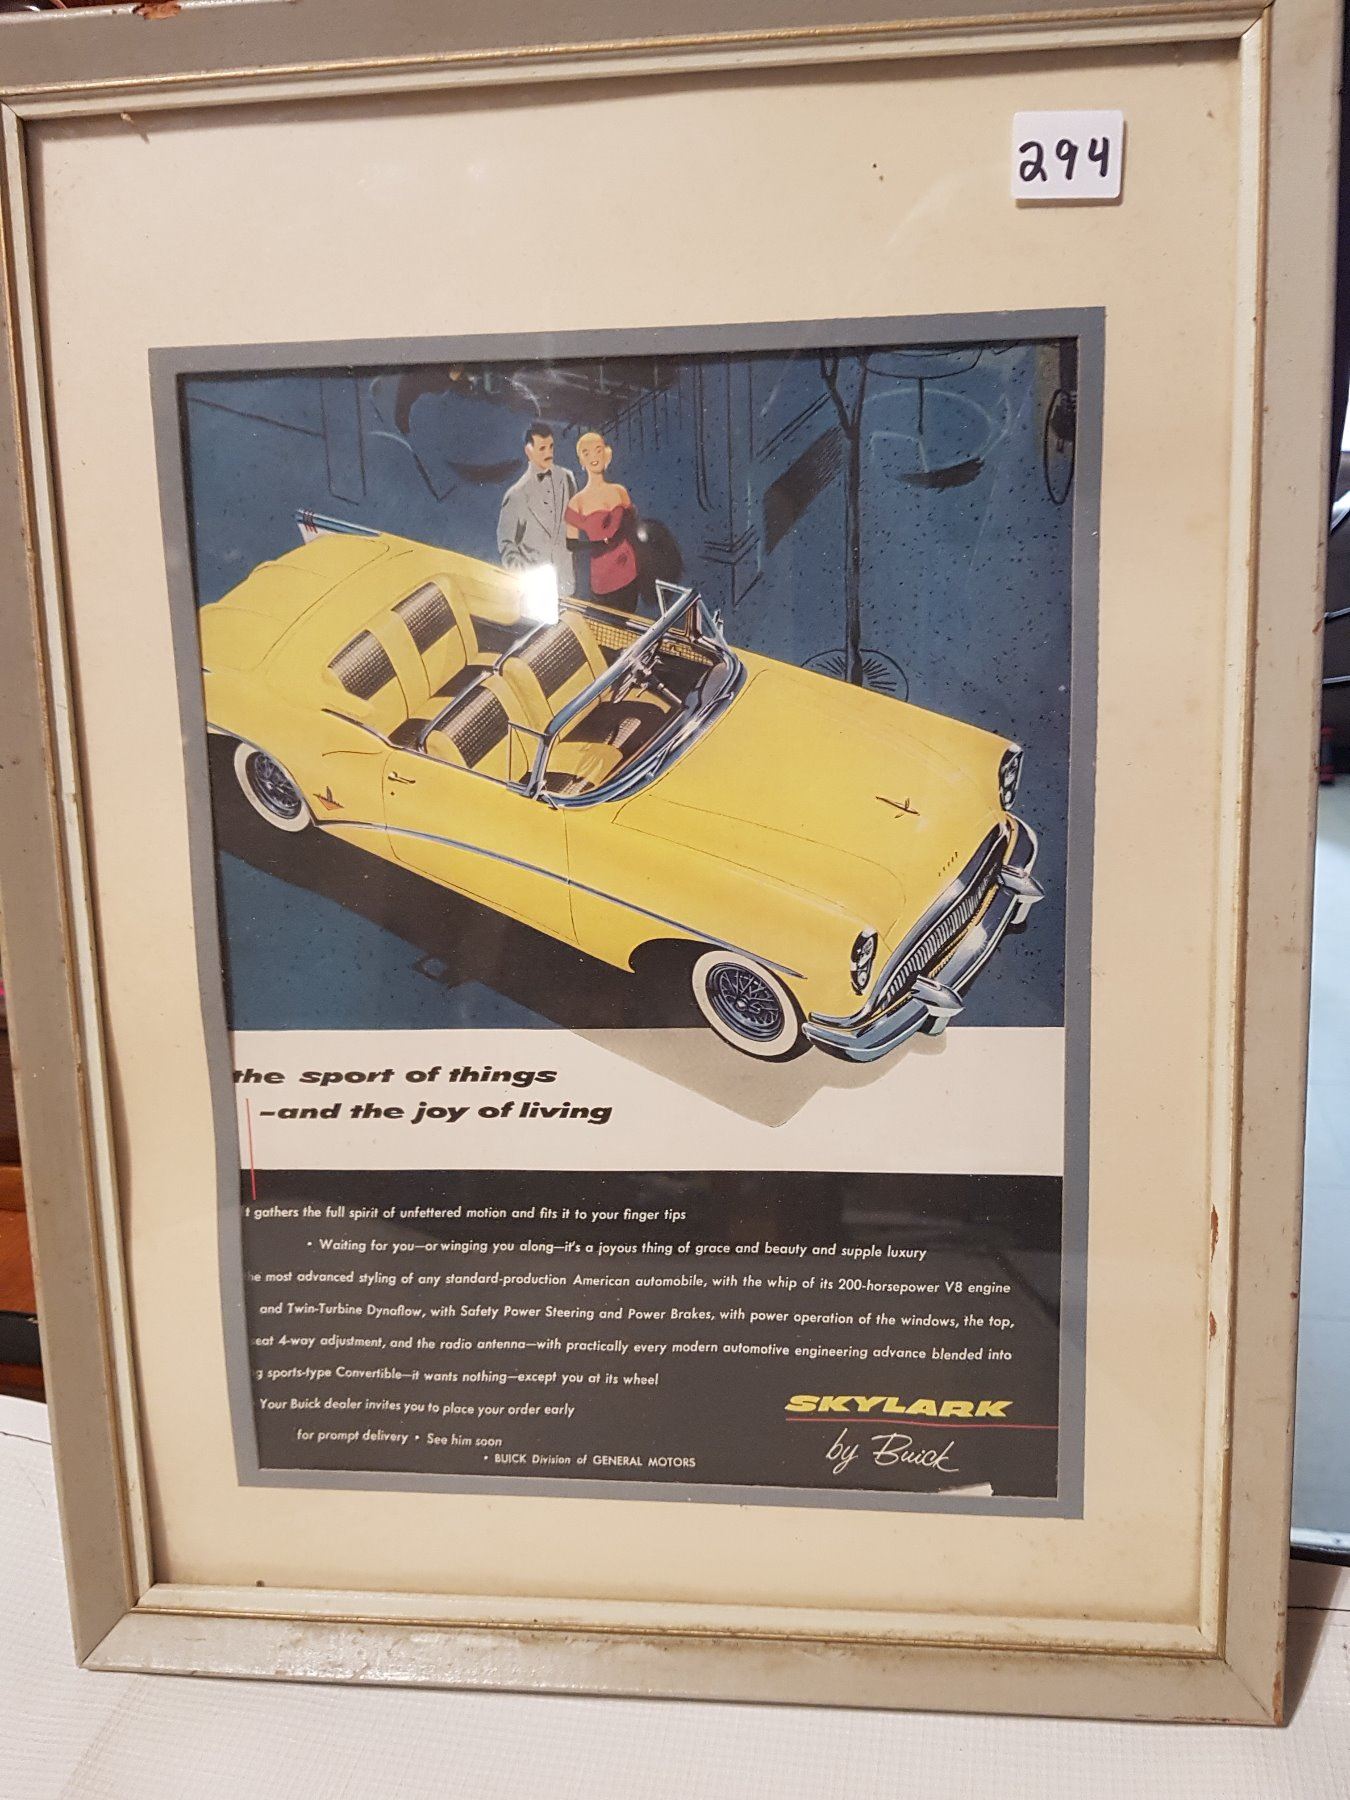 294
the sport of things
–and the joy of living
t gathers the full spirit of unfettered motion and fits it to your finger tips
• Waiting for you—or winging you along—it's a joyous thing of grace and beauty and supple luxury
he most advanced styling of any standard-production American automobile, with the whip of its 200-horsepower V8 engine
and Twin-Turbine Dynaflow, with Safety Power Steering and Power Brakes, with power operation of the windows, the top,
eat 4-way adjustment, and the radio antenna—with practically every modern automotive engineering advance blended into
g sports-type Convertible—it wants nothing—except you at its wheel
Your Buick dealer invites you to place your order early
for prompt delivery • See him soon
• BUICK Division of GENERAL MOTORS
SKYLARK
by Buick